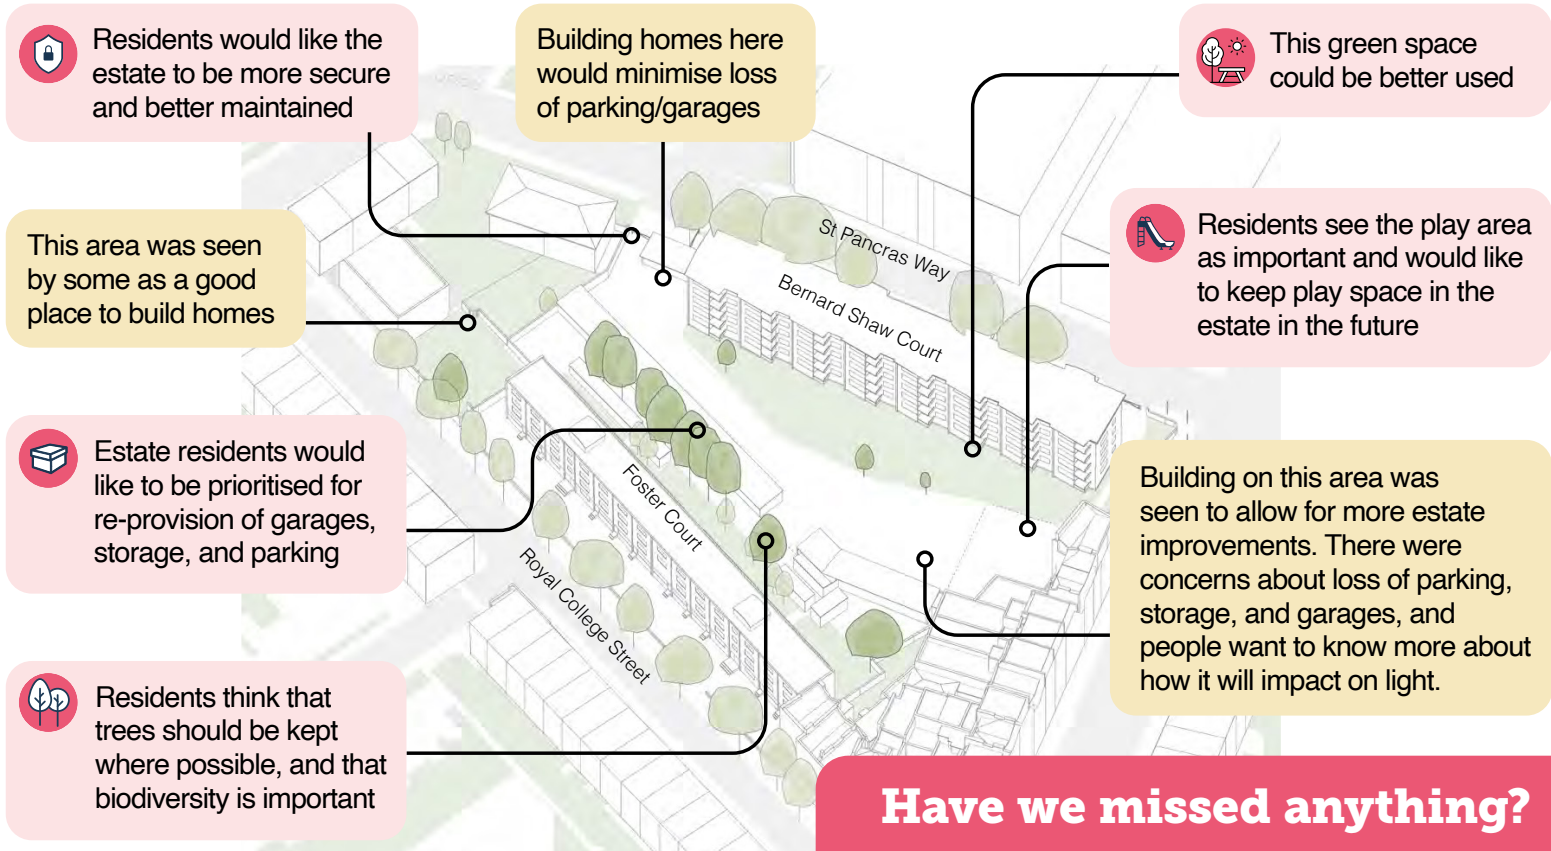 Residents would like the
estate to be more secure
and better maintained
Building homes here
would minimise loss
of parking/garages
This green space
could be better used
This area was seen
by some as a good
place to build homes
Residents see the play area
as important and would like
to keep play space in the
estate in the future
St Pancras Way
Bernard Shaw Court
Estate residents would
like to be prioritised for
re-provision of garages,
storage, and parking
Foster Court
Royal College Street
Building on this area was
seen to allow for more estate
improvements. There were
concerns about loss of parking,
storage, and garages, and
people want to know more about
how it will impact on light.
Residents think that
trees should be kept
where possible, and that
biodiversity is important
Have we missed anything?